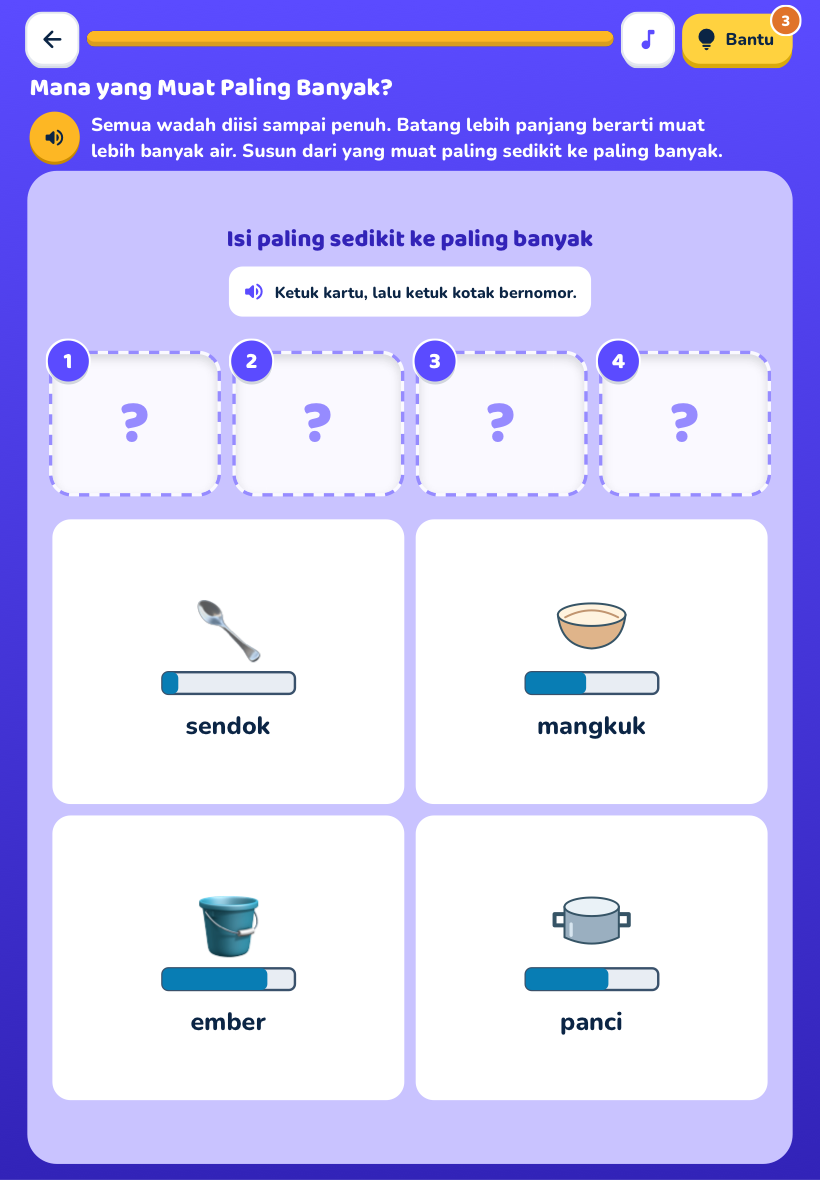 3
Bantu
Mana yang Muat Paling Banyak?
Semua wadah diisi sampai penuh. Batang lebih panjang berarti muat
lebih banyak air. Susun dari yang muat paling sedikit ke paling banyak.
Isi paling sedikit ke paling banyak
Ketuk kartu, lalu ketuk kotak bernomor.
1 2 3 4
? ? ? ?
sendok mangkuk
ember panci